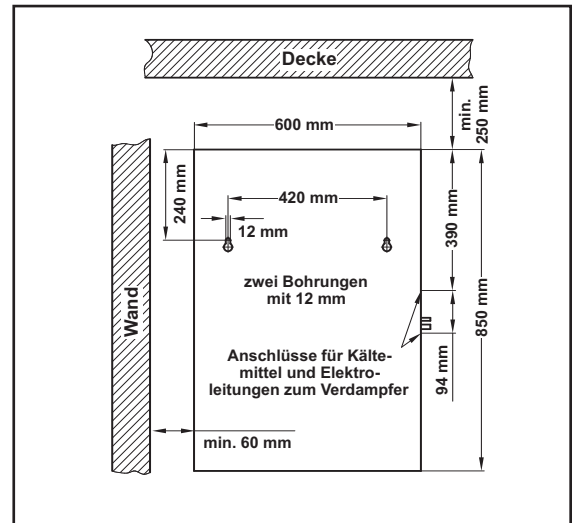 Decke
min.
250 mm
600 mm
240 mm
420 mm
12 mm
390 mm
zwei Bohrungen
mit 12 mm
850 mm
Wand
Anschlüsse für Kälte-
mittel und Elektro-
leitungen zum Verdampfer
94 mm
min. 60 mm